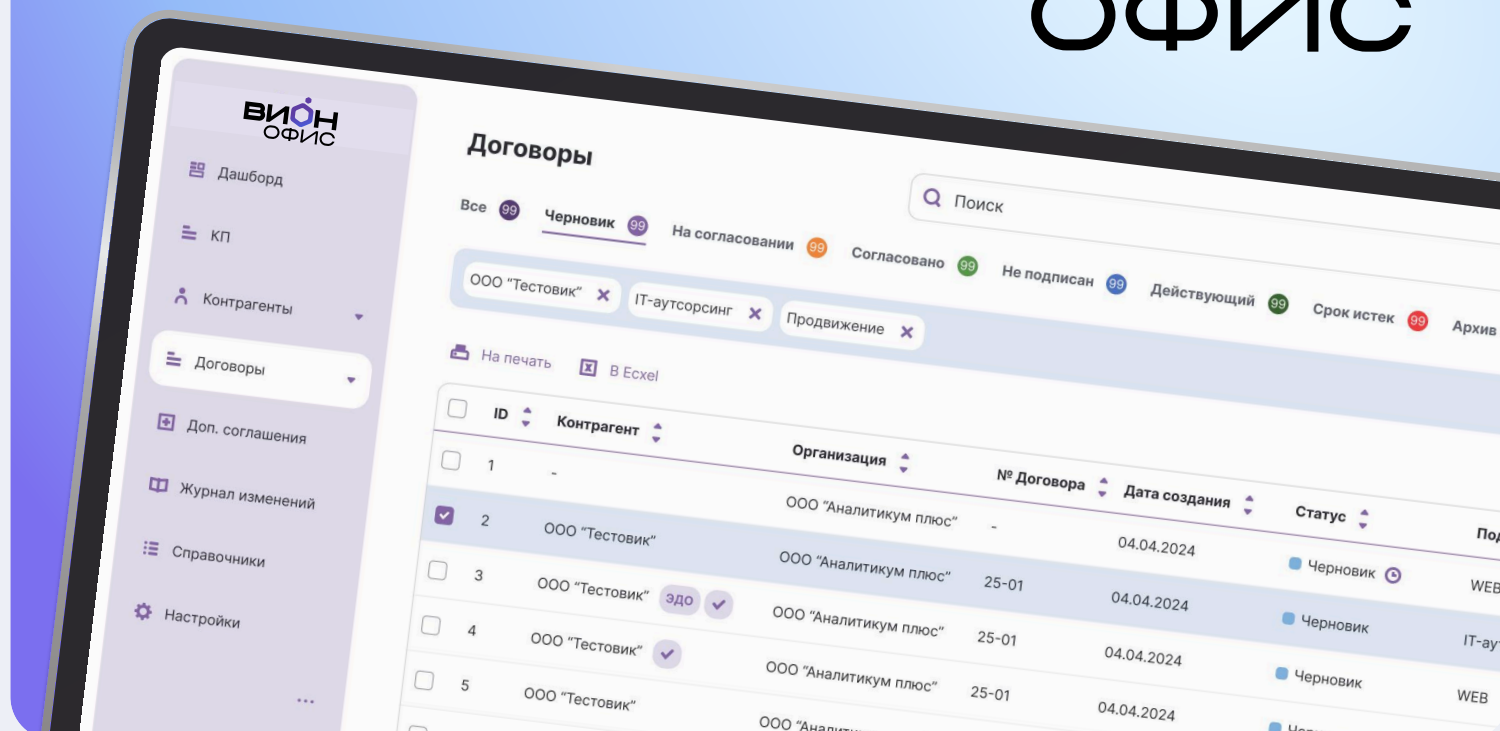 ОФИС
ВИОН
ОФИС
Дашборд
КП
Контрагенты
Договоры
Доп. соглашения
Журнал изменений
Справочники
Настройки
Договоры
Поиск
Все 99 Черновик 99 На согласовании 99 Согласовано 99 Не подписан 99 Действующий 99 Срок истек 99 Архив
ООО "Тестовик" IT-аутсорсинг Продвижение
На печать В Ecxel
ID Контрагент Организация № Договора Дата создания Статус
1 - ООО "Аналитикум плюс" - 04.04.2024 Черновик WEB
2 ООО "Тестовик" ООО "Аналитикум плюс" 25-01 04.04.2024 Черновик
3 ООО "Тестовик" ЭДО ООО "Аналитикум плюс" 25-01 04.04.2024 Черновик WEB
4 ООО "Тестовик" ООО "Аналитикум плюс" 25-01 04.04.2024
5 ООО "Тестовик" ООО